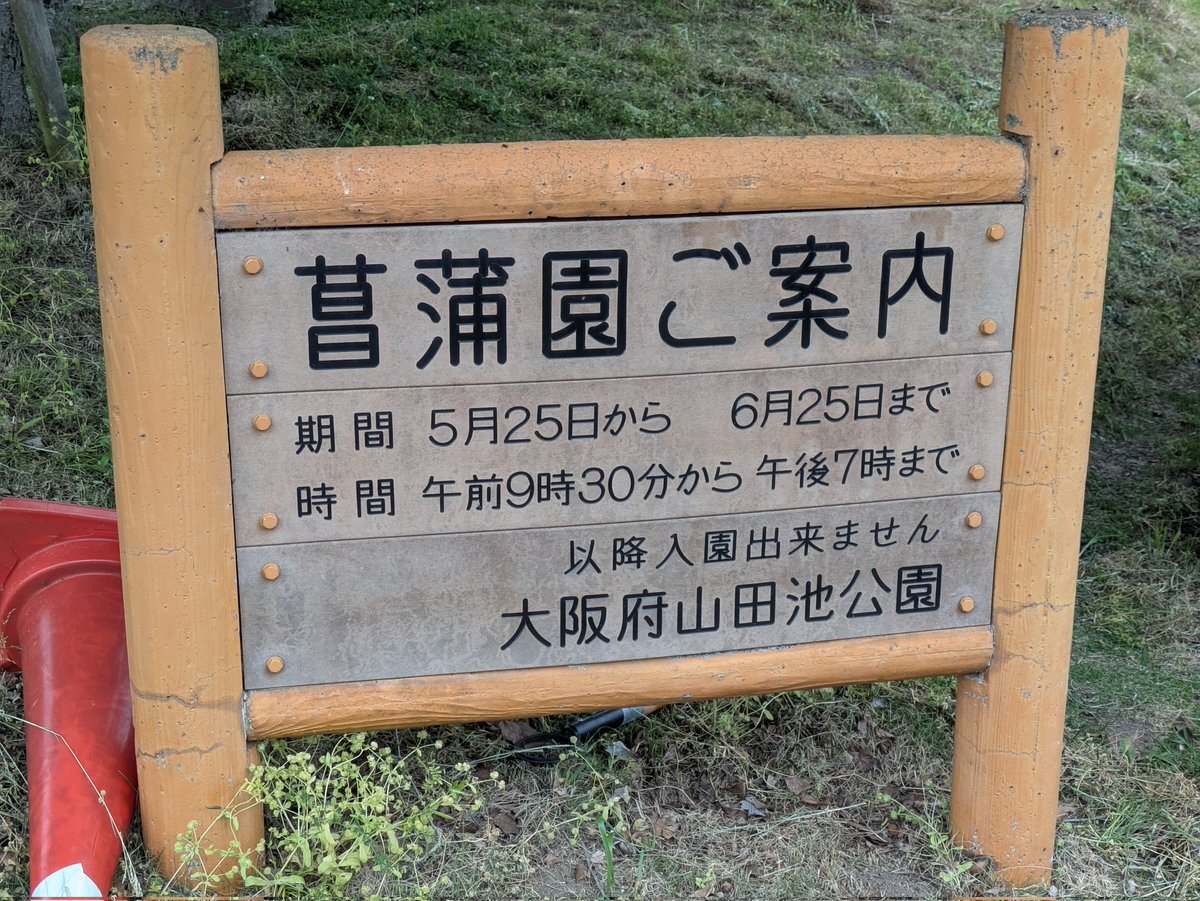 菖蒲園ご案内
期間 5月25日から 6月25日まで
時間 午前9時30分から 午後7時まで
以降入園出来ません
大阪府山田池公園